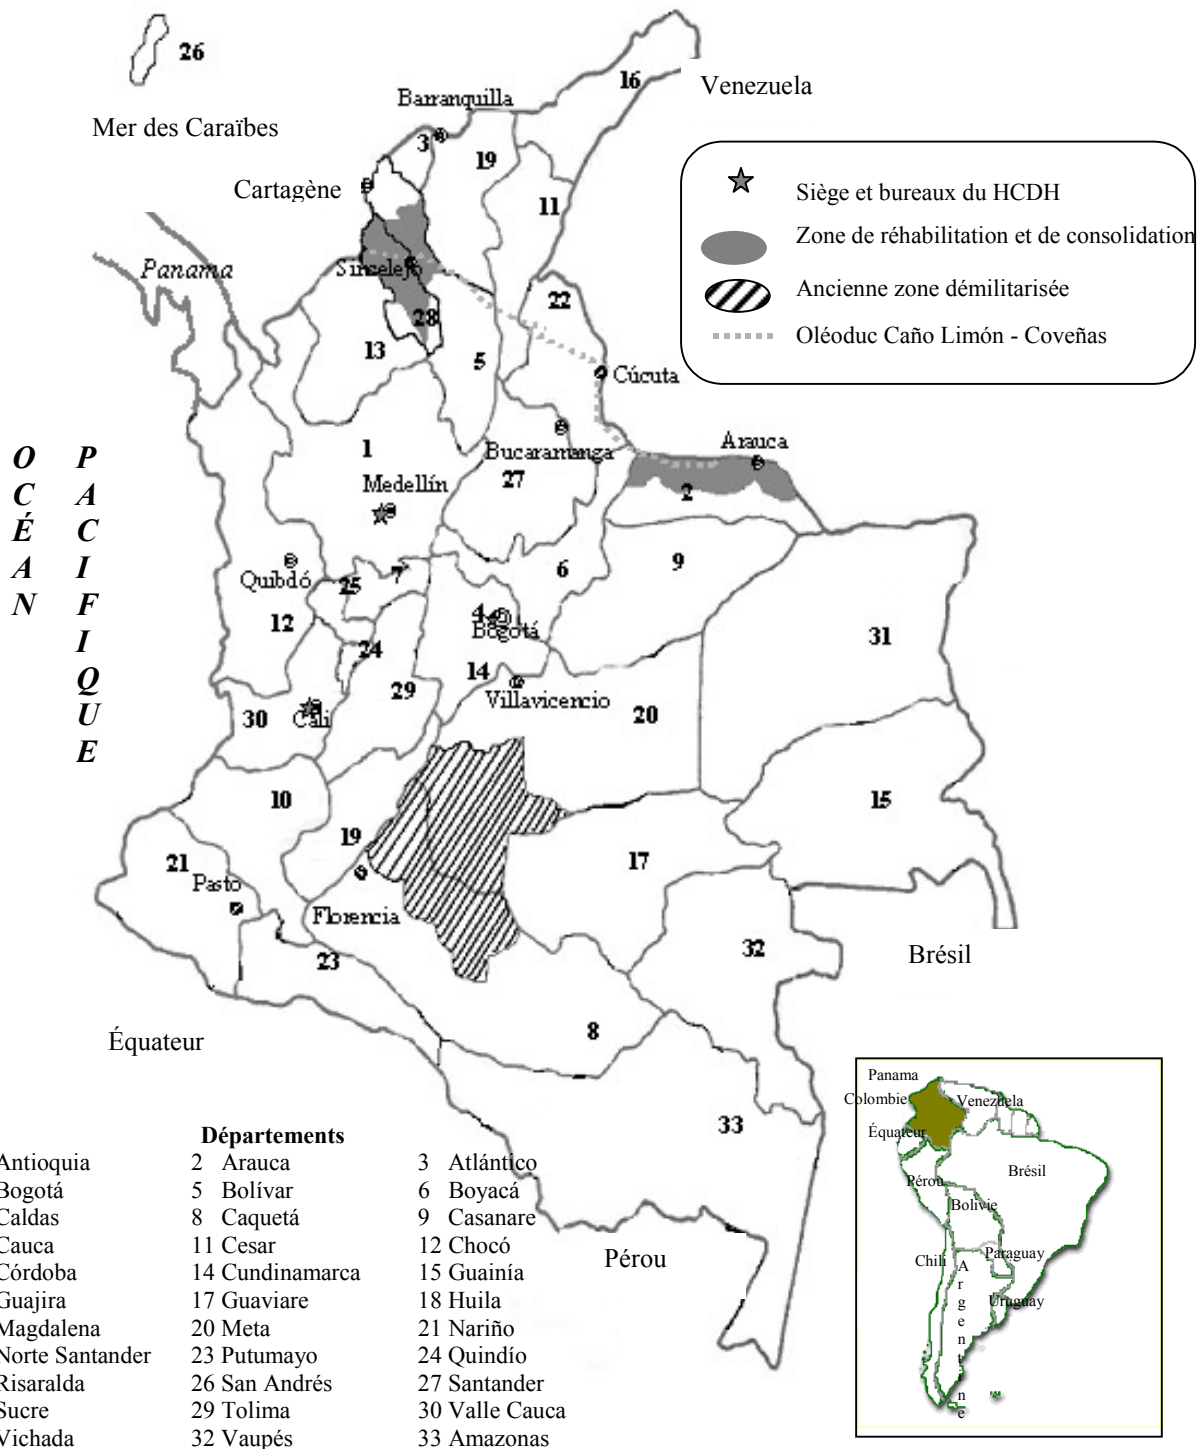 26
16
Venezuela
Barranquilla
Mer des Caraïbes
3
19
Cartagène
11
Siège et bureaux du HCDH
Zone de réhabilitation et de consolidation
Ancienne zone démilitarisée
Oléoduc Caño Limón - Coveñas
Panama
Sincelejo
22
28
13
5
Cúcuta
OCÉAN
PACIFIQUE
1
Bucaramanga
Arauca
27
2
Medellín
Quibdó
25
7
6
9
12
4
Bogotá
31
24
14
29
Villavicencio
30
Cali
20
10
15
19
21
17
Pasto
Florencia
32
Brésil
23
8
Équateur
33
Pérou
Départements
Antioquia 2 Arauca 3 Atlántico
Bogotá 5 Bolívar 6 Boyacá
Caldas 8 Caquetá 9 Casanare
Cauca 11 Cesar 12 Chocó
Córdoba 14 Cundinamarca 15 Guainía
Guajira 17 Guaviare 18 Huila
Magdalena 20 Meta 21 Nariño
Norte Santander 23 Putumayo 24 Quindío
Risaralda 26 San Andrés 27 Santander
Sucre 29 Tolima 30 Valle Cauca
Vichada 32 Vaupés 33 Amazonas
Panama
Colombie
Venezuela
Équateur
Brésil
Pérou
Bolivie
Chili
Paraguay
Argentine
Uruguay